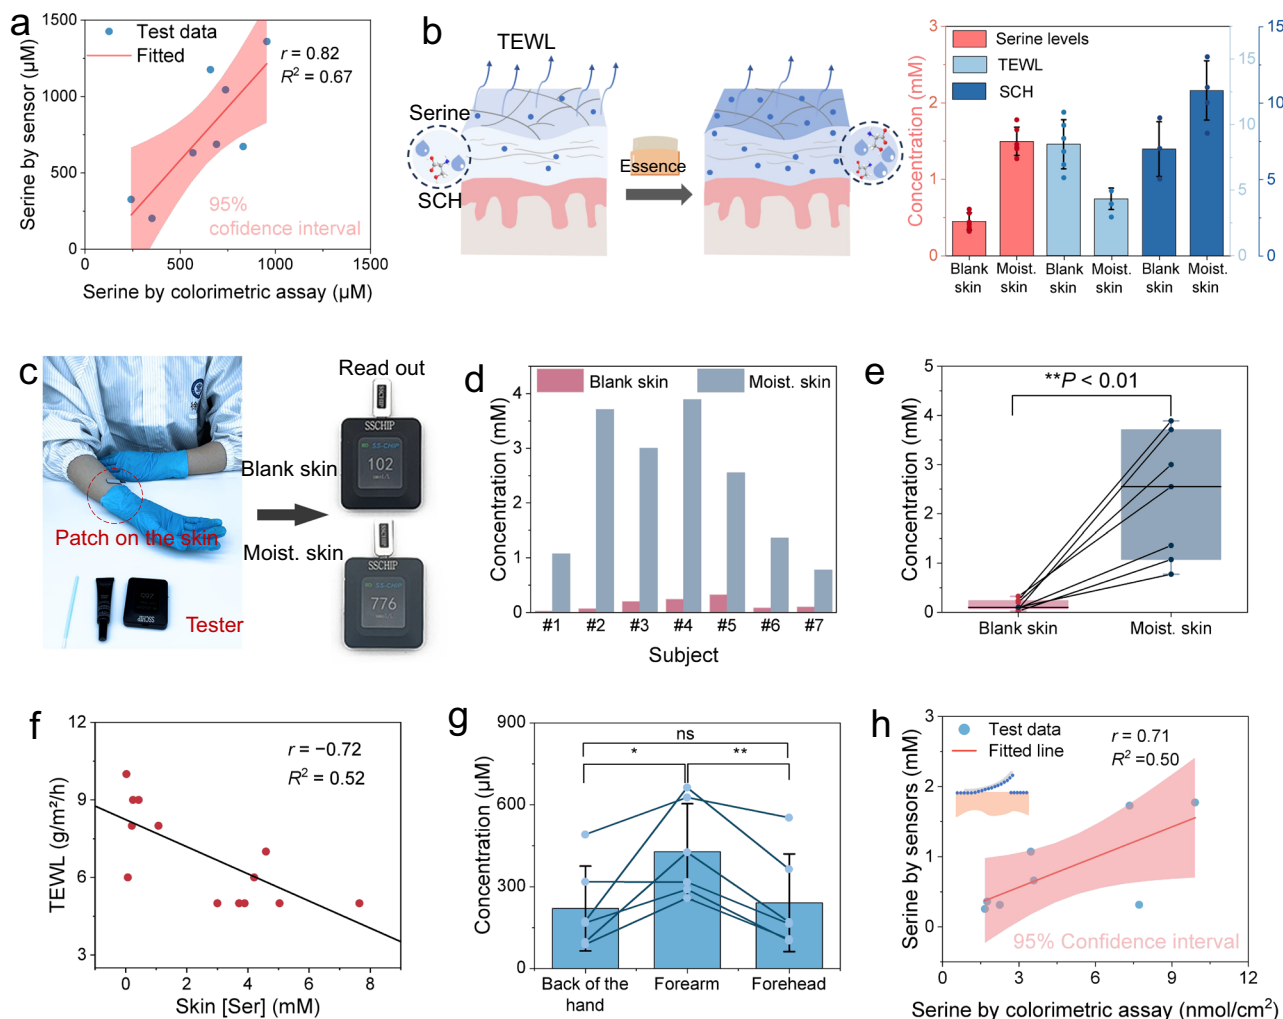 a
1500
1000
500
0
0
500
1000
1500
Serine by sensor (µM)
Serine by colorimetric assay (µM)
Test data
Fitted
r = 0.82
R² = 0.67
95%
cofidence interval
b
TEWL
Serine
SCH
Essence
Serine levels
TEWL
SCH
Concentration (mM)
3
2
1
0
15
10
5
0
15
10
5
0
Blank skin
Moist. skin
Blank skin
Moist. skin
Blank skin
Moist. skin
c
Patch on the skin
Tester
Read out
Blank skin
Moist. skin
SSCHIP
SS-CHIP
102
SSCHIP
SS-CHIP
776
d
Blank skin
Moist. skin
Concentration (mM)
4
3
2
1
0
#1
#2
#3
#4
#5
#6
#7
Subject
e
**P < 0.01
Concentration (mM)
5
4
3
2
1
0
Blank skin
Moist. skin
f
r = −0.72
R² = 0.52
TEWL (g/m²/h)
12
9
6
3
0
2
4
6
8
Skin [Ser] (mM)
g
ns
*
**
Concentration (µM)
900
600
300
0
Back of the
hand
Forearm
Forehead
h
Test data
Fitted line
r = 0.71
R² =0.50
95% Confidence interval
Serine by sensors (mM)
3
2
1
0
0
3
6
9
12
Serine by colorimetric assay (nmol/cm²)